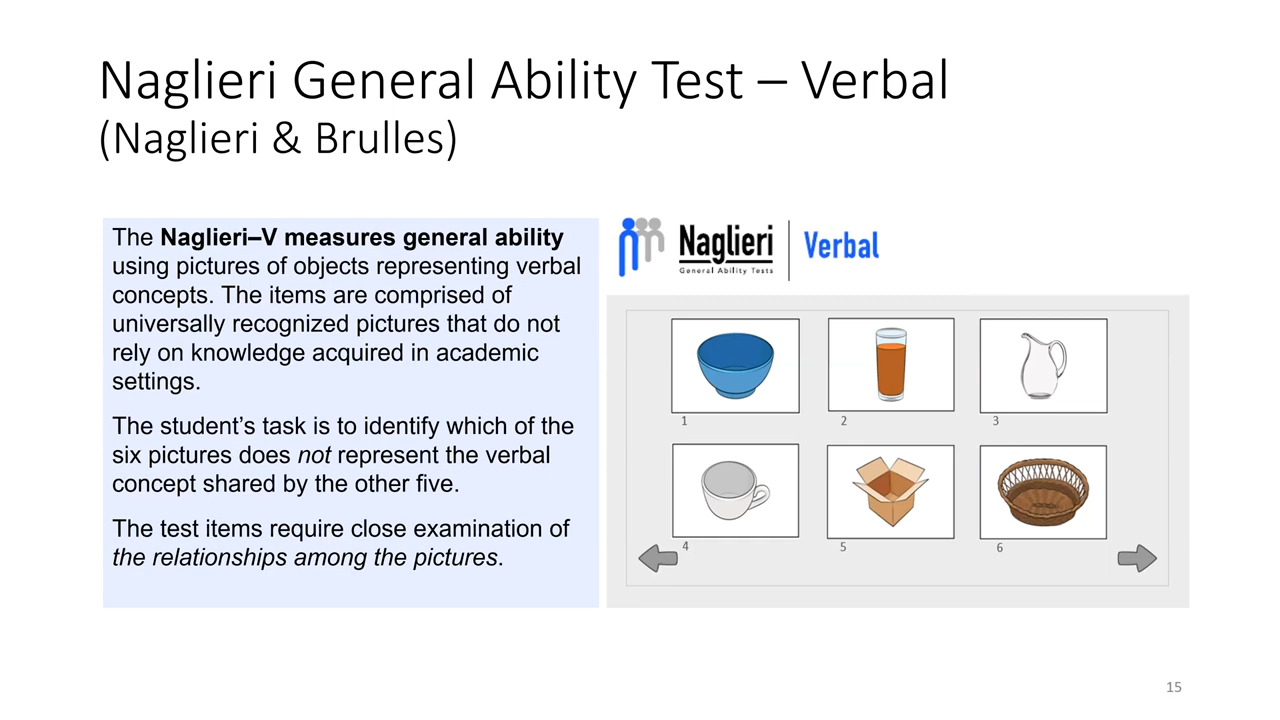 Naglieri General Ability Test – Verbal
(Naglieri & Brulles)
The Naglieri–V measures general ability
using pictures of objects representing verbal
concepts. The items are comprised of
universally recognized pictures that do not
rely on knowledge acquired in academic
settings.
The student’s task is to identify which of the
six pictures does not represent the verbal
concept shared by the other five.
The test items require close examination of
the relationships among the pictures.
Naglieri
General Ability Tests
Verbal
1
2
3
4
5
6
15